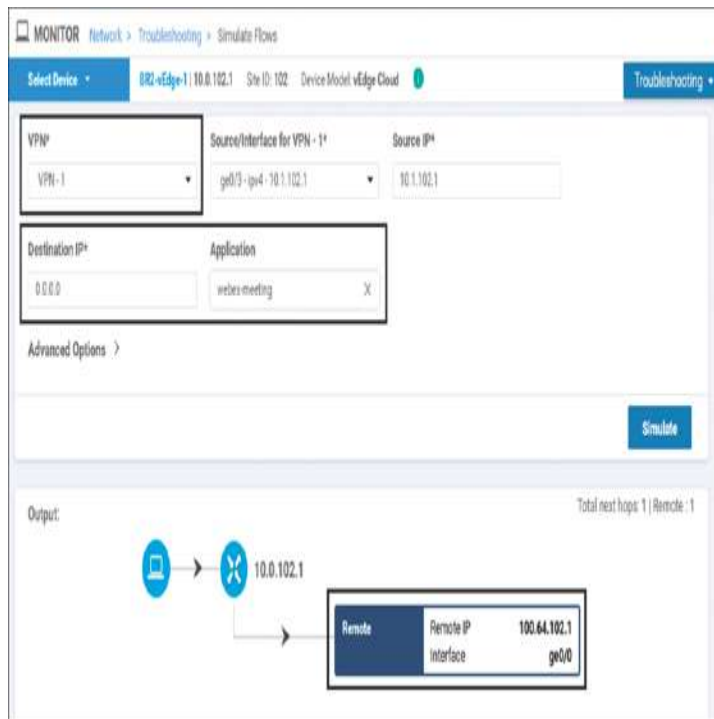 MONITOR Network > Troubleshooting > Simulate Flows
Select Device BR2-vEdge-1 | 10.0.102.1 Site ID: 102 Device Model: vEdge Cloud Troubleshooting
VPN* Source/Interface for VPN - 1* Source IP*
VPN - 1 ge0/3 - ipv4 - 10.1.102.1 10.1.102.1
Destination IP* Application
0.0.0.0 webex-meeting X
Advanced Options >
Simulate
Output: Total next hops: 1 | Remote : 1
10.0.102.1
Remote Remote IP 100.64.102.1
Interface ge0/0